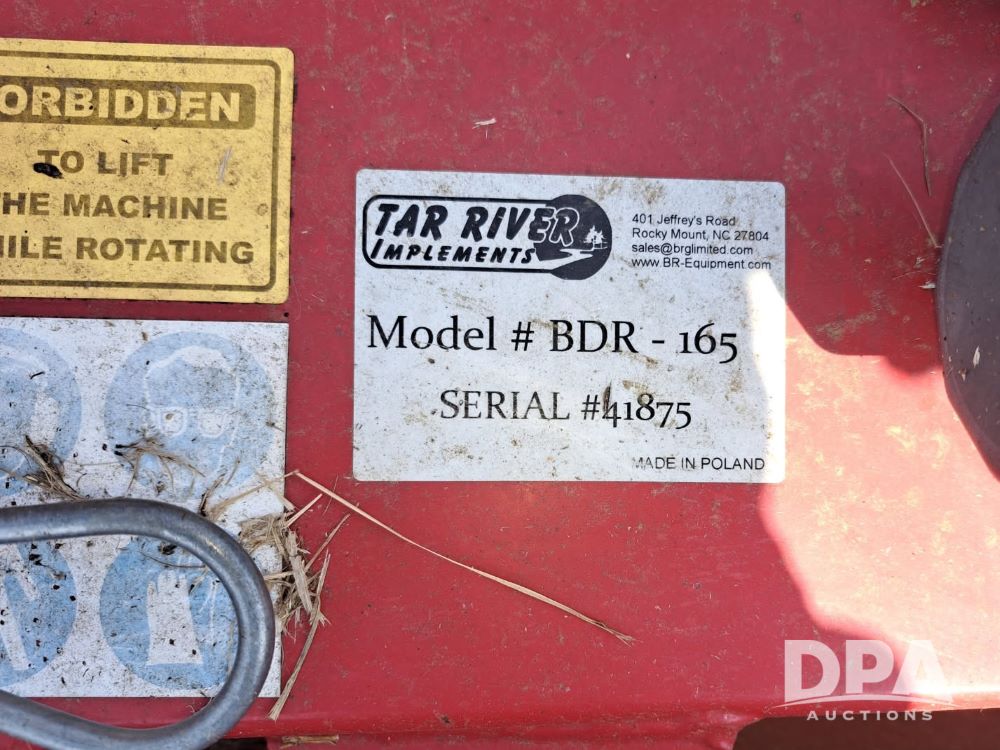 ORBIDDEN
TO LIFT
HE MACHINE
HILE ROTATING
TAR RIVER
IMPLEMENTS
401 Jeffrey's Road
Rocky Mount, NC 27804
sales@brglimited.com
www.BR-Equipment.com
Model # BDR - 165
SERIAL #41875
MADE IN POLAND
DPA
AUCTIONS